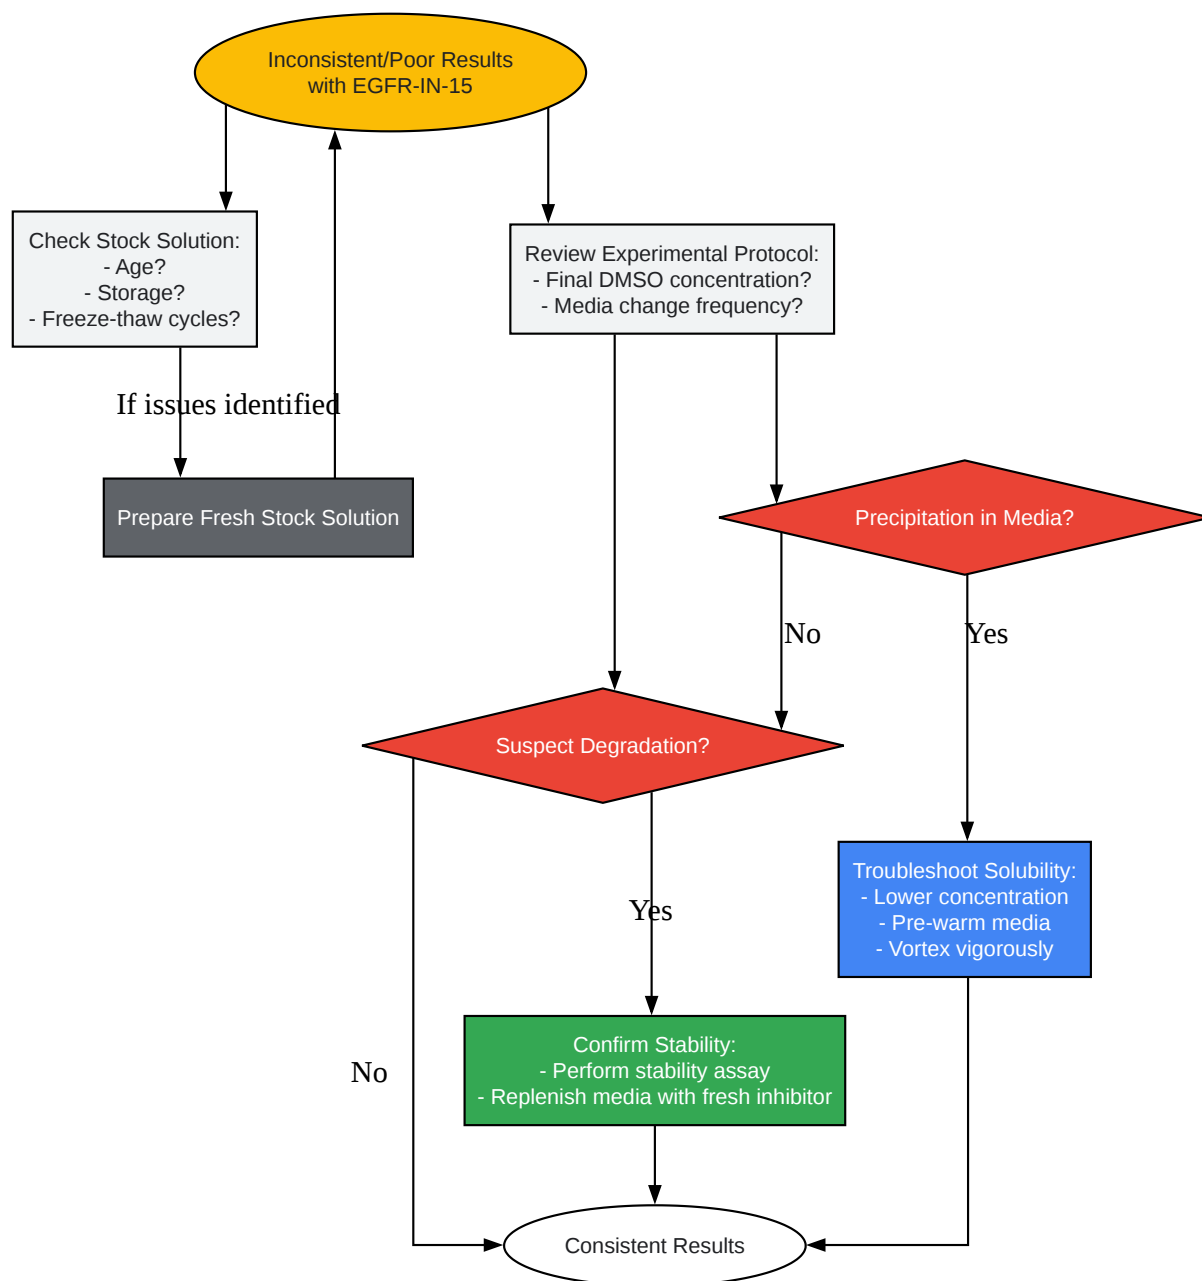 Inconsistent/Poor Results
with EGFR-IN-15
Check Stock Solution:
- Age?
- Storage?
- Freeze-thaw cycles?
Review Experimental Protocol:
- Final DMSO concentration?
- Media change frequency?
If issues identified
Prepare Fresh Stock Solution
Precipitation in Media?
No
Yes
Suspect Degradation?
Troubleshoot Solubility:
- Lower concentration
- Pre-warm media
- Vortex vigorously
Yes
No
Confirm Stability:
- Perform stability assay
- Replenish media with fresh inhibitor
Consistent Results